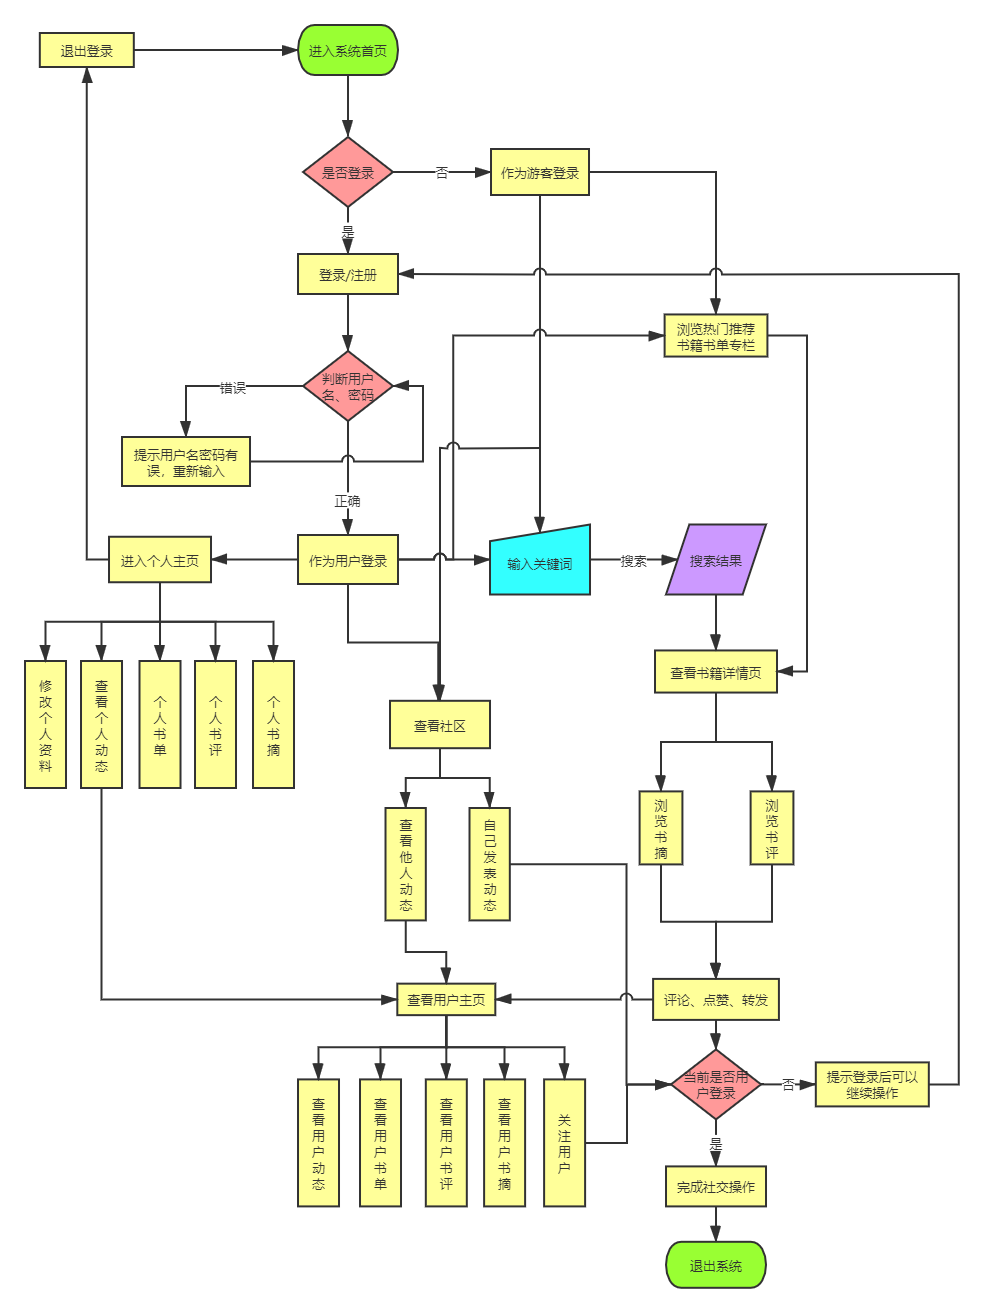 退出登录
进入系统首页
是否登录
否
作为游客登录
是
登录/注册
浏览热门推荐
书籍书单专栏
判断用户
名、密码
错误
提示用户名密码有
误，重新输入
正确
进入个人主页
作为用户登录
输入关键词
搜索
搜索结果
查看书籍详情页
修改个人资料
查看个人动态
个人书单
个人书评
个人书摘
查看社区
浏览书摘
浏览书评
查看他人动态
自己发表动态
查看用户主页
评论、点赞、转发
当前是否用
户登录
否
提示登录后可以
继续操作
查看用户动态
查看用户书单
查看用户书评
查看用户书摘
关注用户
是
完成社交操作
退出系统